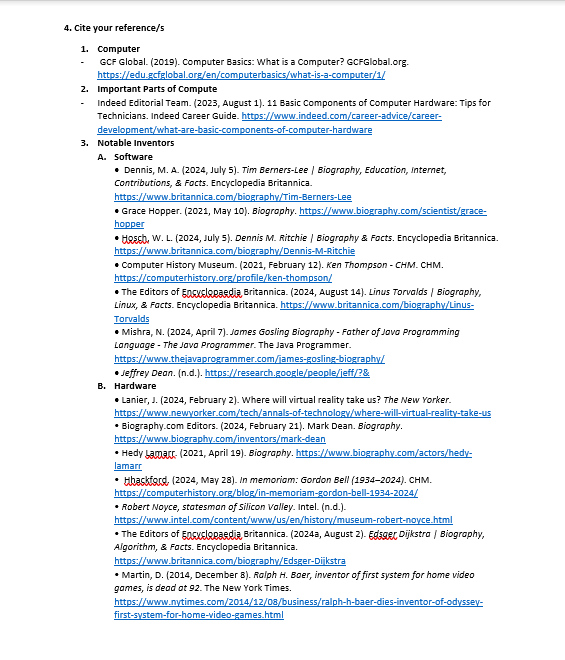 4. Cite your reference/s
1. Computer
- GCF Global. (2019). Computer Basics: What is a Computer? GCFGlobal.org.
https://edu.gcfglobal.org/en/computerbasics/what-is-a-computer/1/
2. Important Parts of Compute
- Indeed Editorial Team. (2023, August 1). 11 Basic Components of Computer Hardware: Tips for
Technicians. Indeed Career Guide. https://www.indeed.com/career-advice/career-
development/what-are-basic-components-of-computer-hardware
3. Notable Inventors
A. Software
• Dennis, M. A. (2024, July 5). Tim Berners-Lee | Biography, Education, Internet,
Contributions, & Facts. Encyclopedia Britannica.
https://www.britannica.com/biography/Tim-Berners-Lee
• Grace Hopper. (2021, May 10). Biography. https://www.biography.com/scientist/grace-
hopper
• Hosch, W. L. (2024, July 5). Dennis M. Ritchie | Biography & Facts. Encyclopedia Britannica.
https://www.britannica.com/biography/Dennis-M-Ritchie
• Computer History Museum. (2021, February 12). Ken Thompson - CHM. CHM.
https://computerhistory.org/profile/ken-thompson/
• The Editors of Encyclopaedia Britannica. (2024, August 14). Linus Torvalds | Biography,
Linux, & Facts. Encyclopedia Britannica. https://www.britannica.com/biography/Linus-
Torvalds
• Mishra, N. (2024, April 7). James Gosling Biography - Father of Java Programming
Language - The Java Programmer. The Java Programmer.
https://www.thejavaprogrammer.com/james-gosling-biography/
• Jeffrey Dean. (n.d.). https://research.google/people/jeff/?&
B. Hardware
• Lanier, J. (2024, February 2). Where will virtual reality take us? The New Yorker.
https://www.newyorker.com/tech/annals-of-technology/where-will-virtual-reality-take-us
• Biography.com Editors. (2024, February 21). Mark Dean. Biography.
https://www.biography.com/inventors/mark-dean
• Hedy Lamarr. (2021, April 19). Biography. https://www.biography.com/actors/hedy-
lamarr
• Hhackford. (2024, May 28). In memoriam: Gordon Bell (1934–2024). CHM.
https://computerhistory.org/blog/in-memoriam-gordon-bell-1934-2024/
• Robert Noyce, statesman of Silicon Valley. Intel. (n.d.).
https://www.intel.com/content/www/us/en/history/museum-robert-noyce.html
• The Editors of Encyclopaedia Britannica. (2024a, August 2). Edsger Dijkstra | Biography,
Algorithm, & Facts. Encyclopedia Britannica.
https://www.britannica.com/biography/Edsger-Dijkstra
• Martin, D. (2014, December 8). Ralph H. Baer, inventor of first system for home video
games, is dead at 92. The New York Times.
https://www.nytimes.com/2014/12/08/business/ralph-h-baer-dies-inventor-of-odyssey-
first-system-for-home-video-games.html